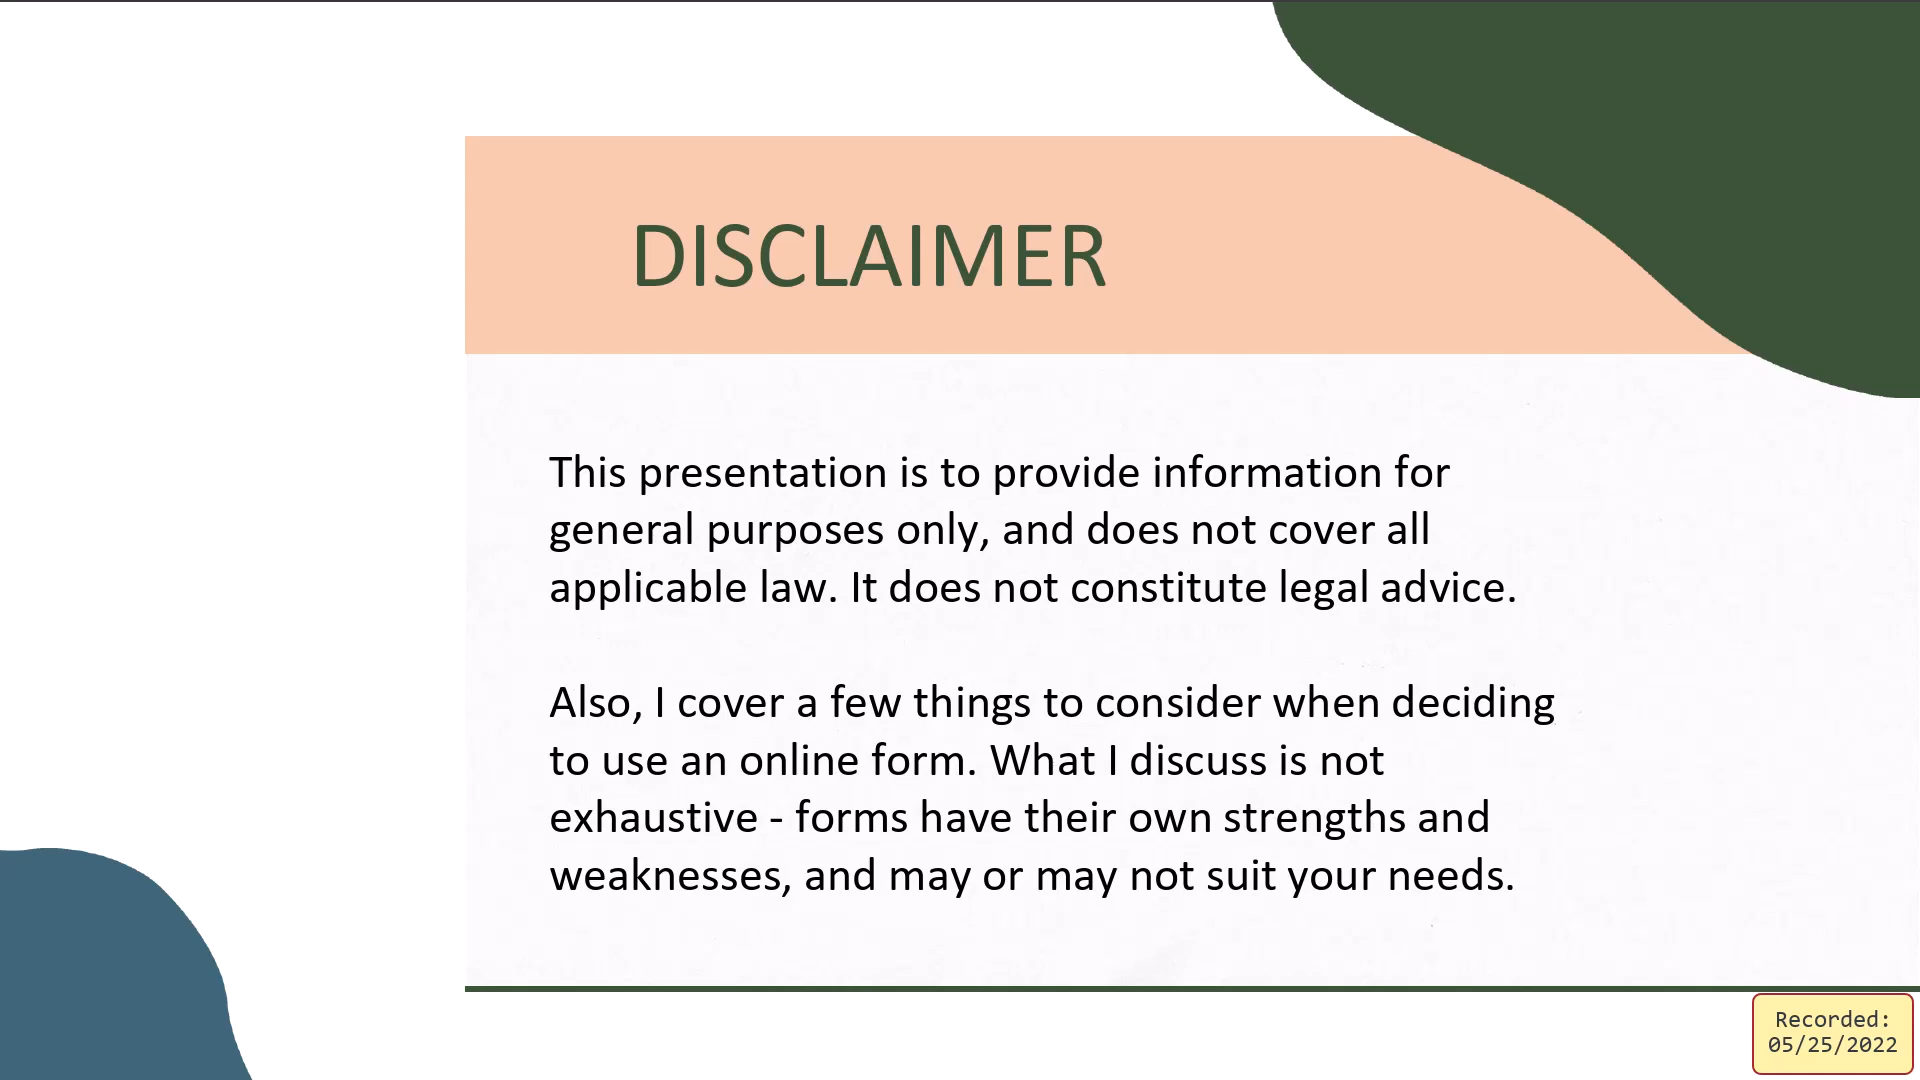 DISCLAIMER
This presentation is to provide information for
general purposes only, and does not cover all
applicable law. It does not constitute legal advice.
Also, I cover a few things to consider when deciding
to use an online form. What I discuss is not
exhaustive - forms have their own strengths and
weaknesses, and may or may not suit your needs.
Recorded:
05/25/2022